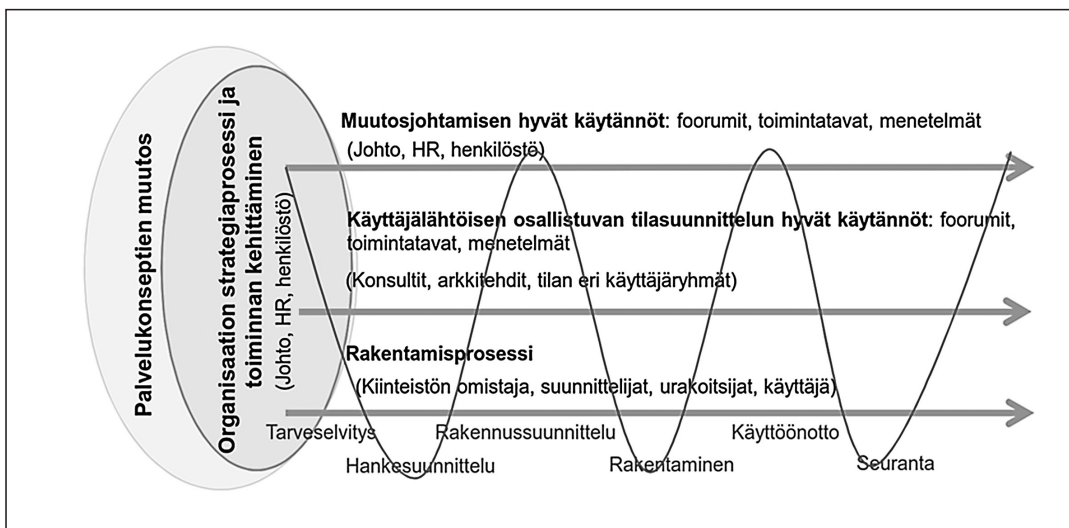 Palvelukonseptien muutos
Organisaation strategiaprosessi ja
toiminnan kehittäminen
(Johto, HR, henkilöstö)
Muutosjohtamisen hyvät käytännöt: foorumit, toimintatavat, menetelmät
(Johto, HR, henkilöstö)
Käyttäjälähtöisen osallistuvan tilasuunnittelun hyvät käytännöt: foorumit,
toimintatavat, menetelmät
(Konsultit, arkkitehdit, tilan eri käyttäjäryhmät)
Rakentamisprosessi
(Kiinteistön omistaja, suunnittelijat, urakoitsijat, käyttäjä)
Tarveselvitys
Rakennussuunnittelu
Käyttöönotto
Hankesuunnittelu
Rakentaminen
Seuranta